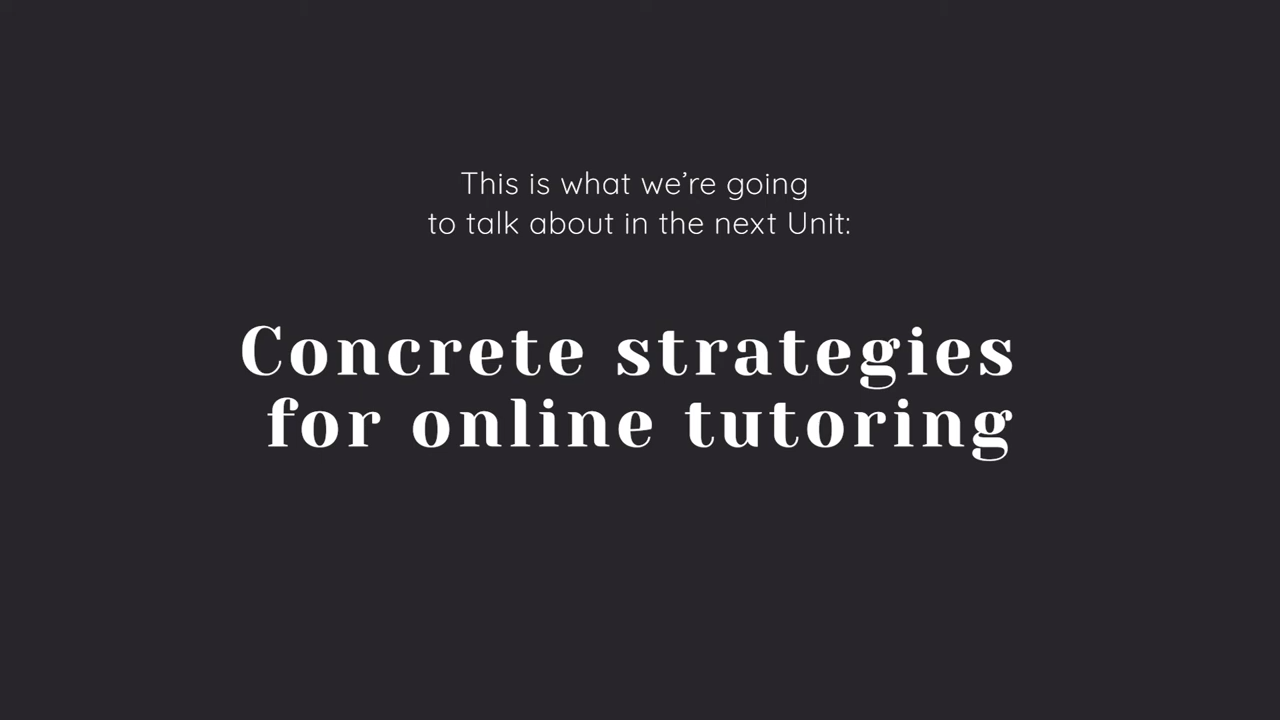 This is what we’re going
to talk about in the next Unit:
Concrete strategies
for online tutoring